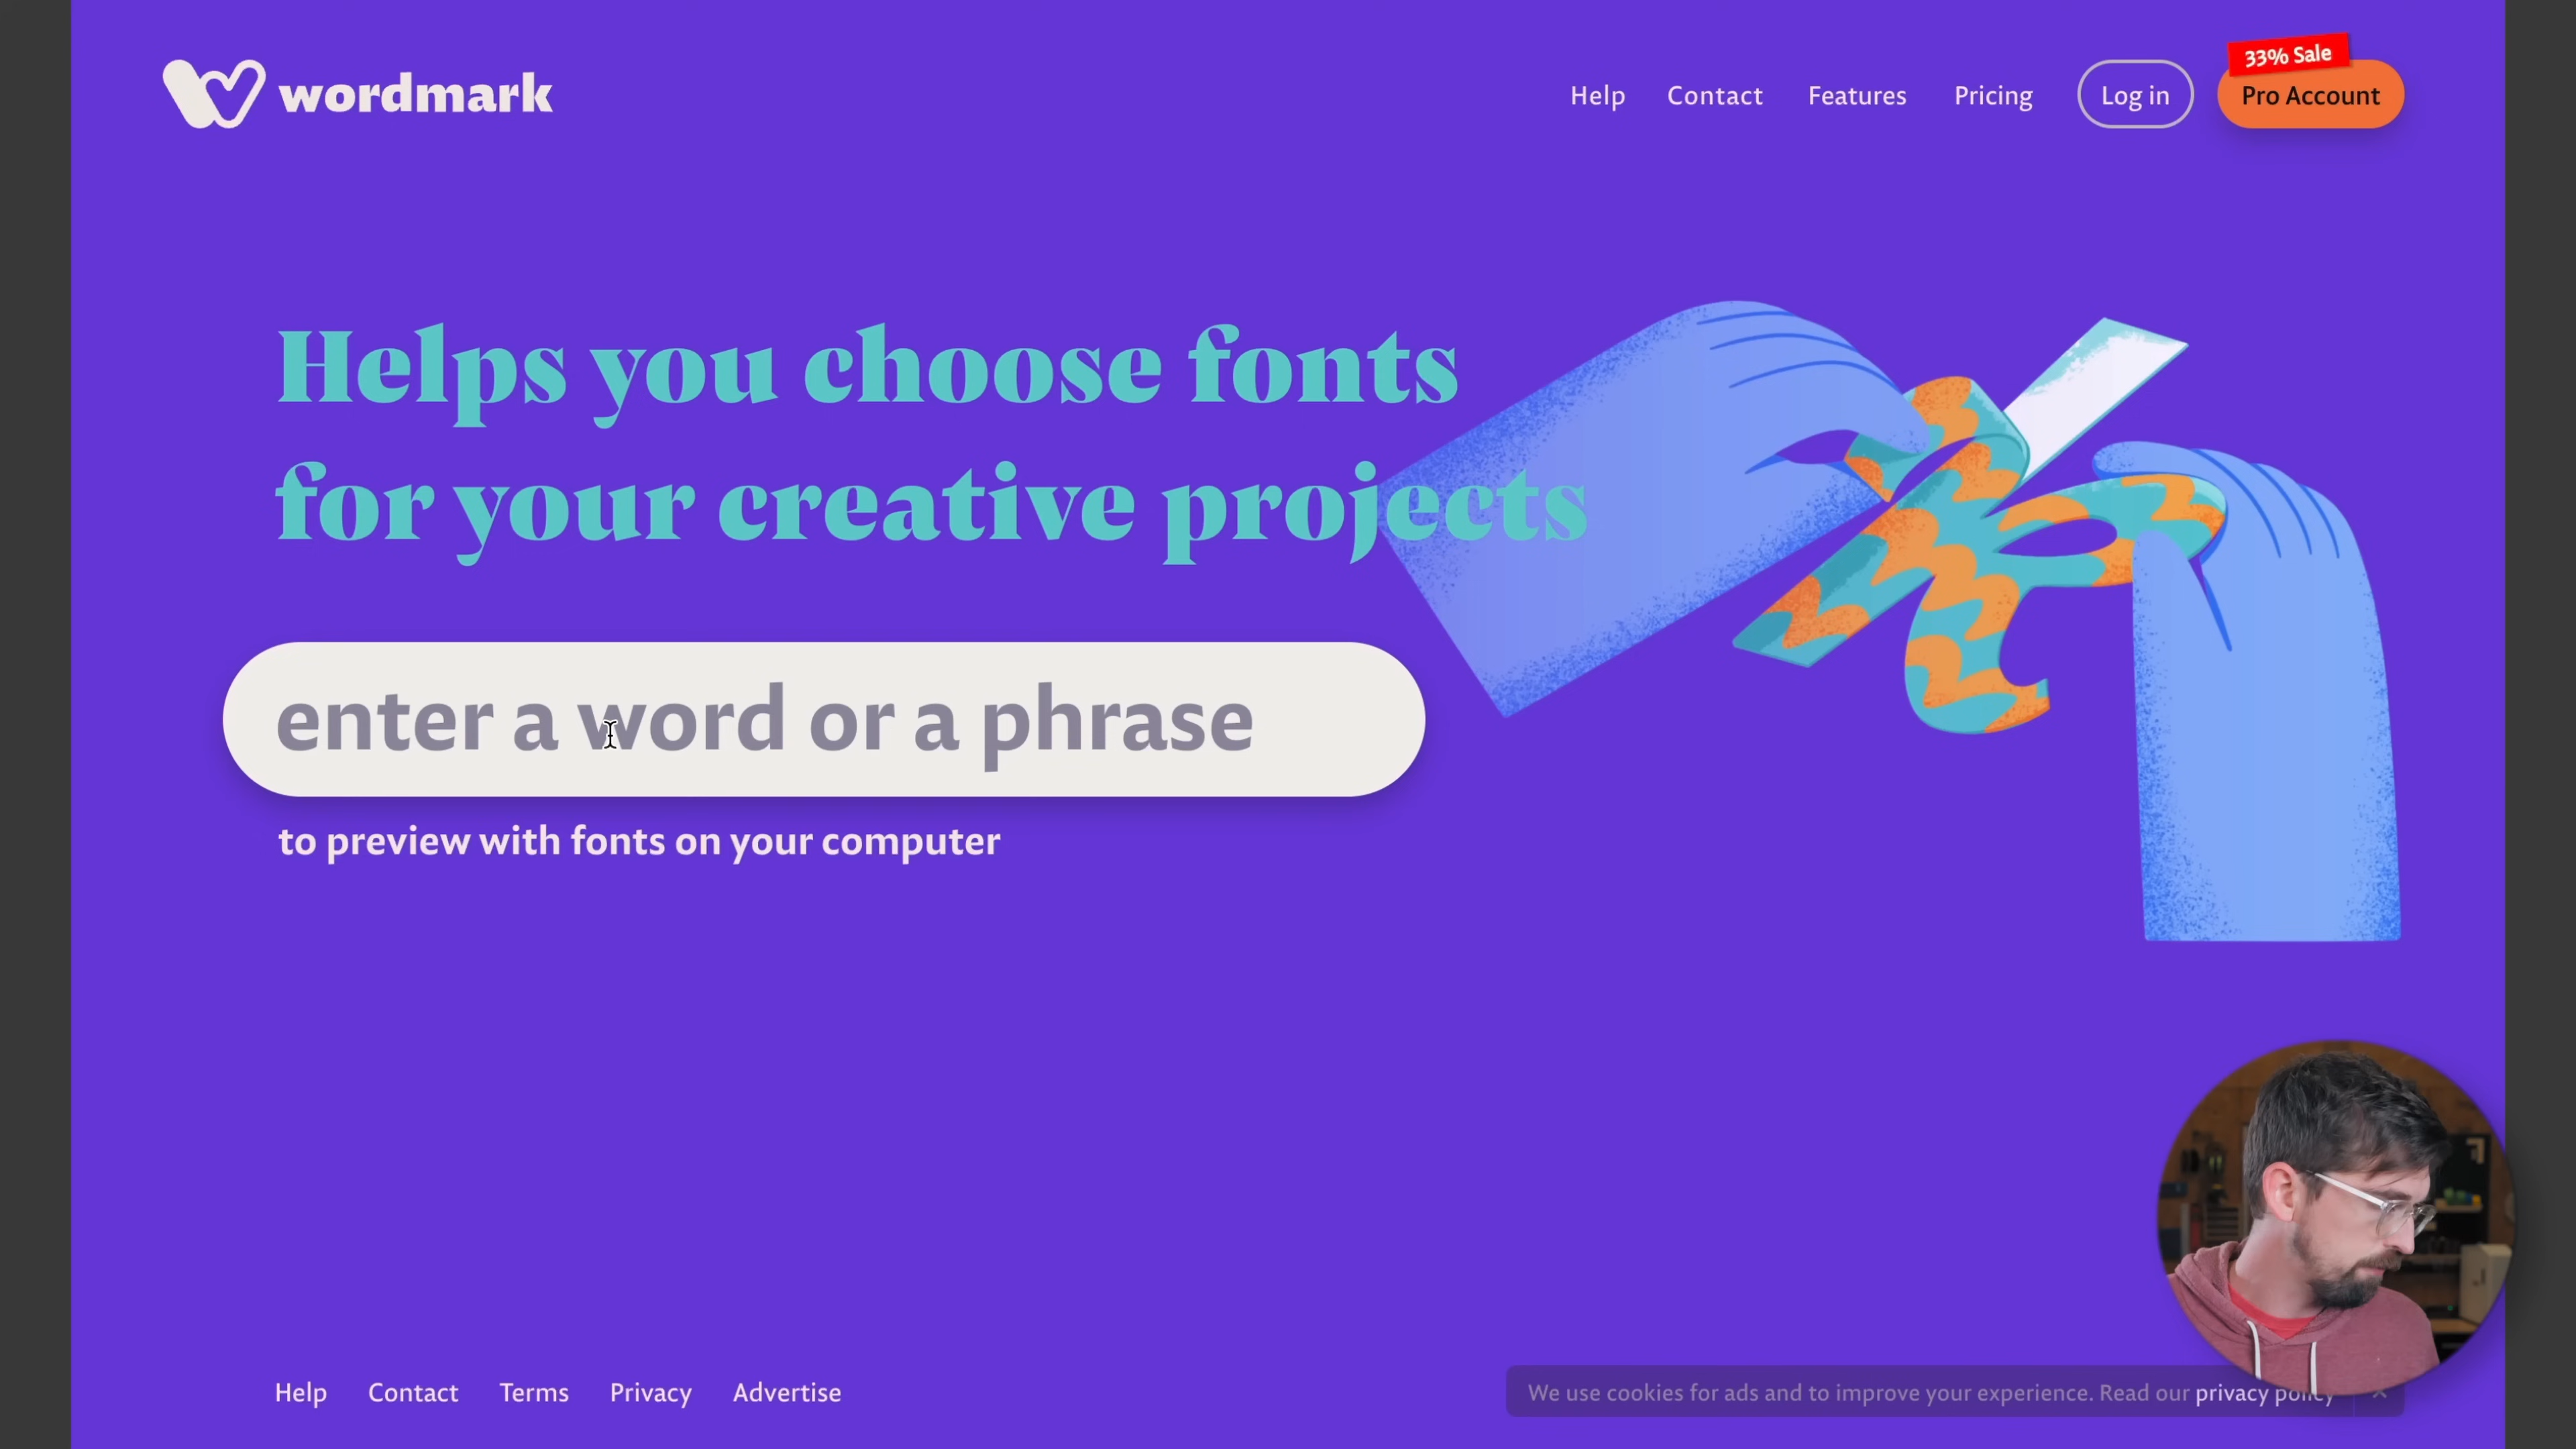 wordmark
Help Contact Features Pricing Log in
33% Sale
Pro Account
Helps you choose fonts
for your creative projects
enter a word or a phrase
to preview with fonts on your computer
Help Contact Terms Privacy Advertise
We use cookies for ads and to improve your experience. Read our privacy policy